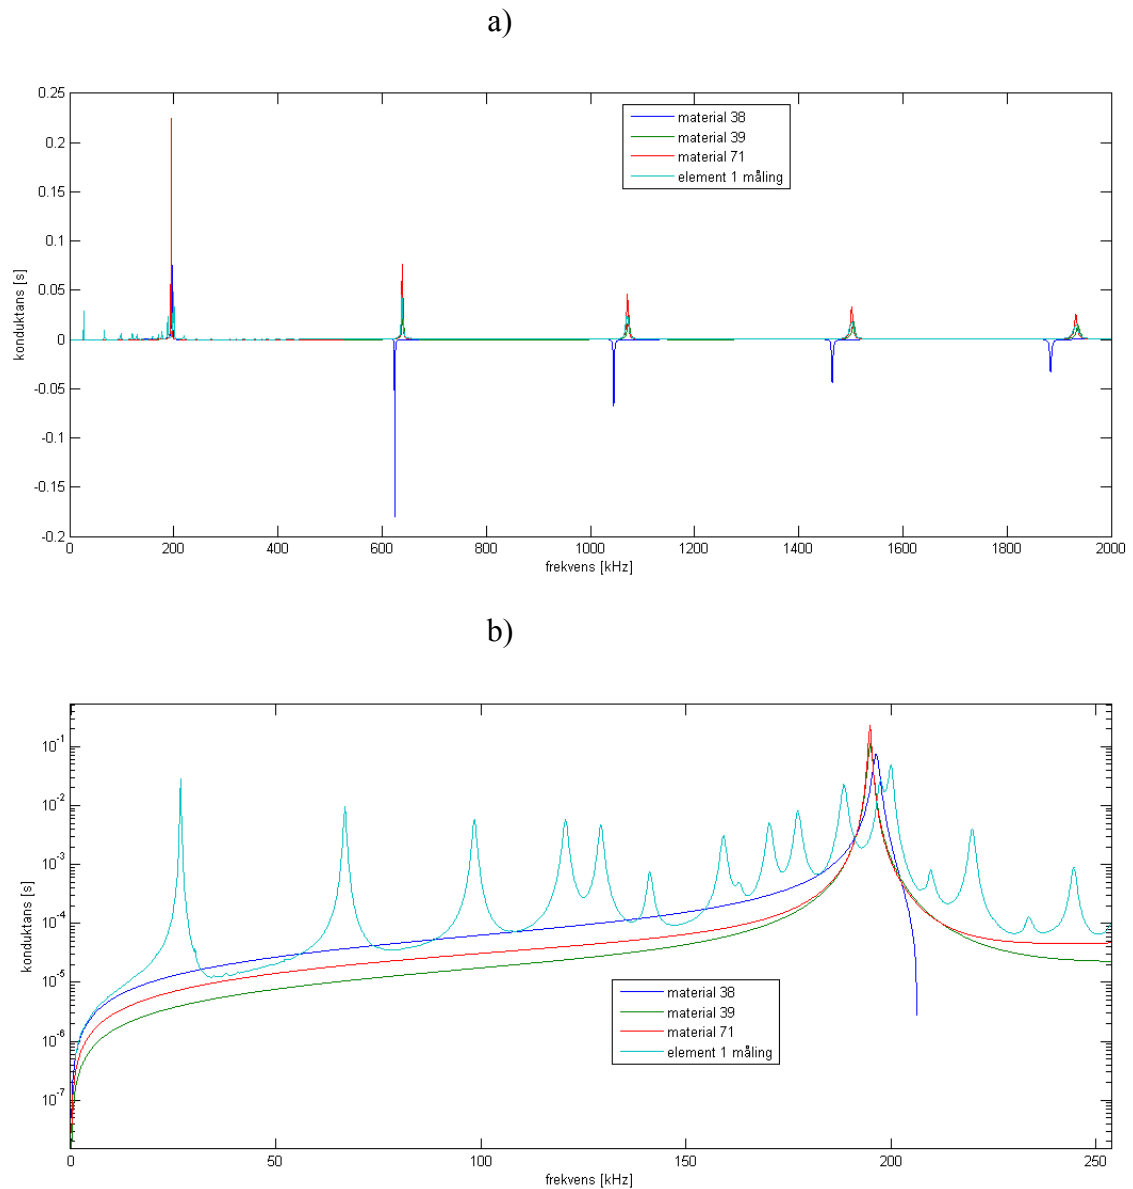 a)
0.25
0.2
0.15
0.1
0.05
0
-0.05
-0.1
-0.15
-0.2
konduktans [s]
material 38
material 39
material 71
element 1 måling
0 200 400 600 800 1000 1200 1400 1600 1800 2000
frekvens [kHz]
b)
10^-1
10^-2
10^-3
10^-4
10^-5
10^-6
10^-7
konduktans [s]
material 38
material 39
material 71
element 1 måling
0 50 100 150 200 250
frekvens [kHz]